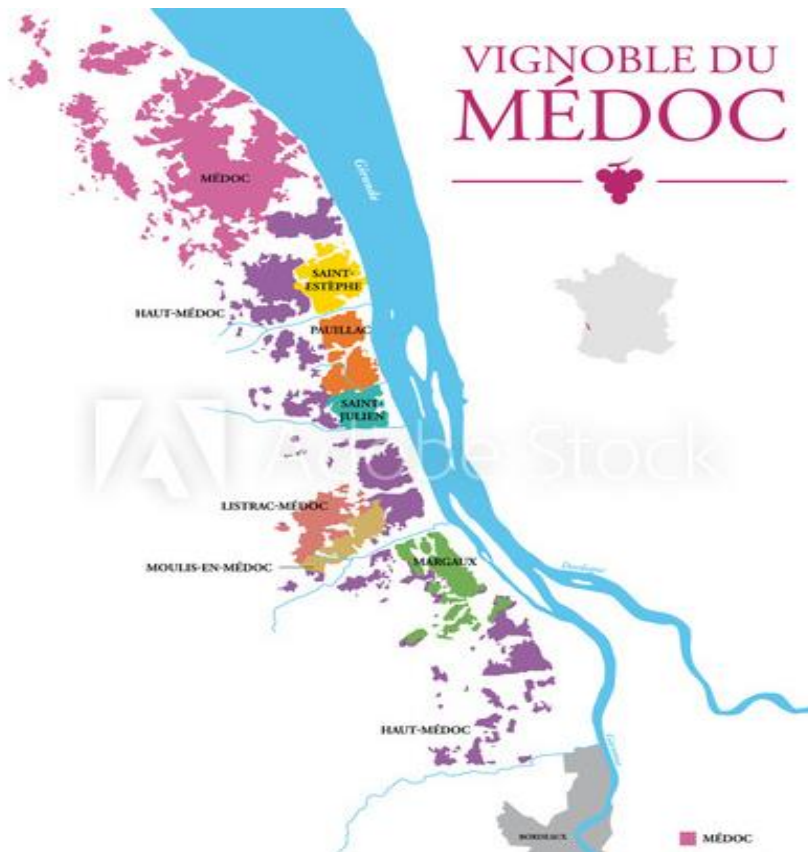 VIGNOBLE DU
MÉDOC
Gironde
MÉDOC
SAINT-
ESTÈPHE
HAUT-MÉDOC
PAUILLAC
SAINT-
JULIEN
Adobe Stock
LISTRAC-MÉDOC
MOULIS-EN-MÉDOC
MARGAUX
Dordogne
HAUT-MÉDOC
BORDEAUX
MÉDOC